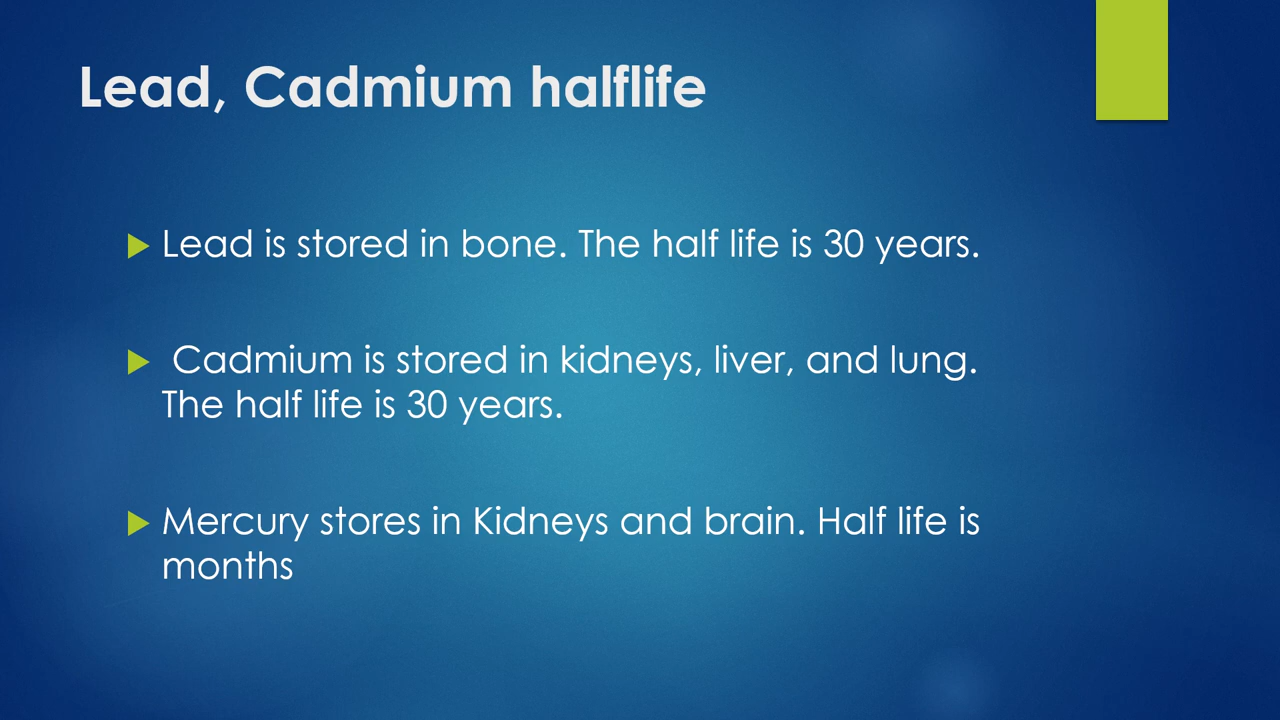 Lead, Cadmium halflife
Lead is stored in bone. The half life is 30 years.
Cadmium is stored in kidneys, liver, and lung.
The half life is 30 years.
Mercury stores in Kidneys and brain. Half life is
months